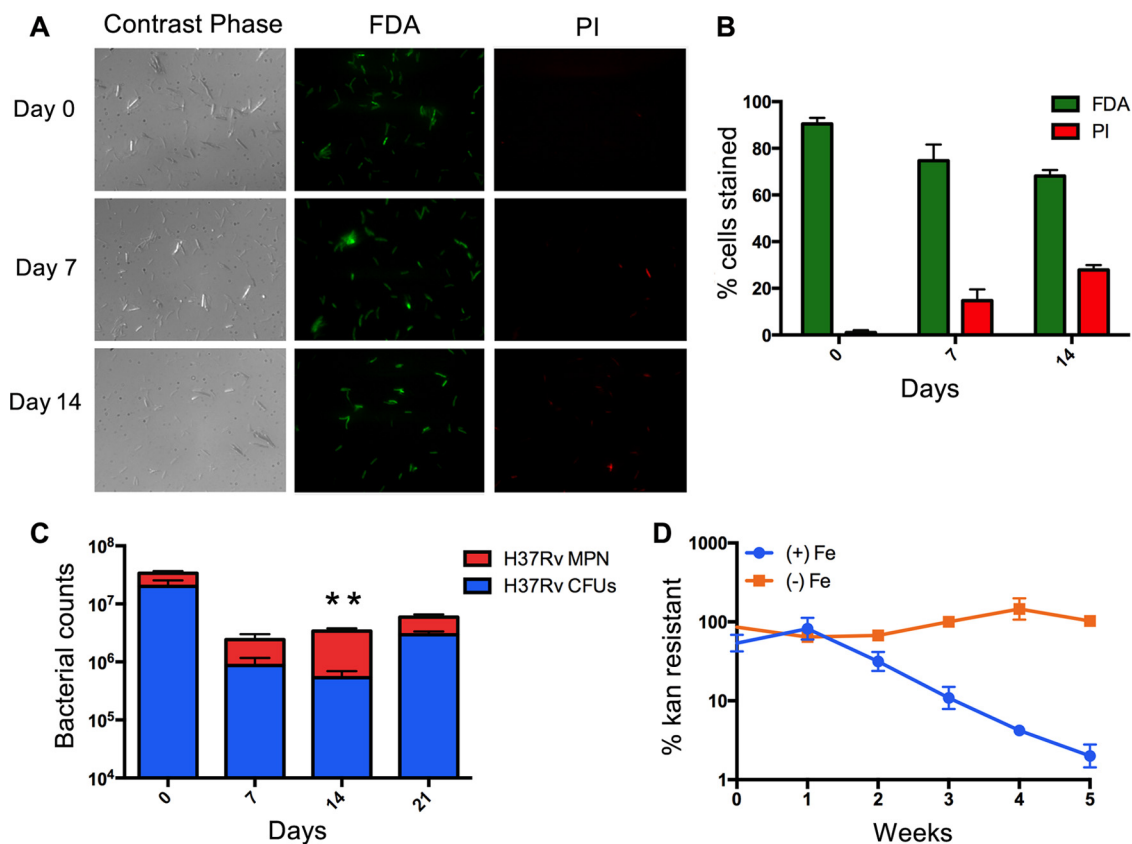 A
Contrast Phase
FDA
PI
Day 0
Day 7
Day 14
B
FDA
PI
% cells stained
100
80
60
40
20
0
0
7
14
Days
C
H37Rv MPN
H37Rv CFUs
**
Bacterial counts
10⁸
10⁷
10⁶
10⁵
10⁴
0
7
14
21
Days
D
(+) Fe
(-) Fe
% kan resistant
1000
100
10
1
0
1
2
3
4
5
Weeks